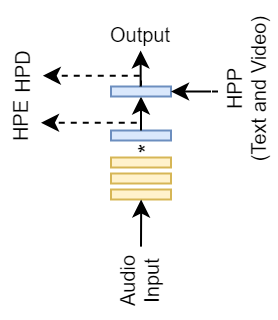 Output
HPE HPD
HPP
(Text and Video)
*
Audio
Input